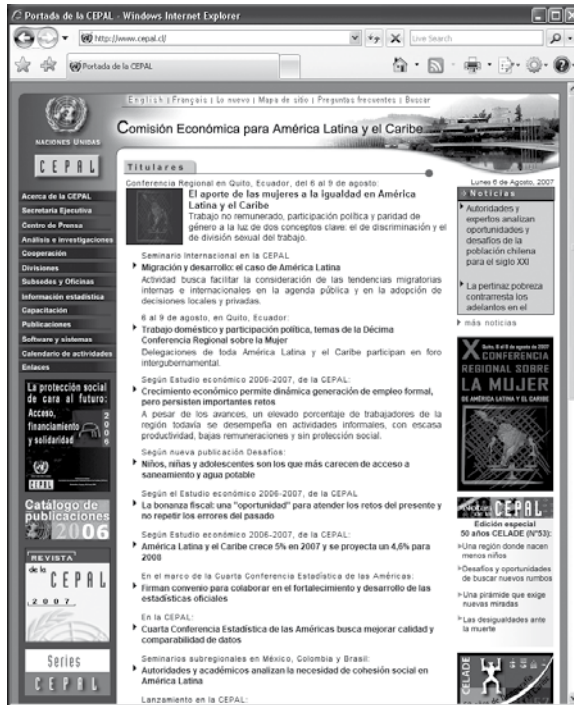 Portada de la CEPAL - Windows Internet Explorer
http://www.cepal.cl/
Live Search
Portada de la CEPAL
English | Français | Lo nuevo | Mapa de sitio | Preguntas frecuentes | Buscar
Comisión Económica para América Latina y el Caribe
NACIONES UNIDAS
CEPAL
Acerca de la CEPAL
Secretaría Ejecutiva
Centro de Prensa
Análisis e investigaciones
Cooperación
Divisiones
Subsedes y Oficinas
Información estadística
Capacitación
Publicaciones
Software y sistemas
Calendario de actividades
Enlaces
La protección social
de cara al futuro:
Acceso,
financiamiento
y solidaridad
2006
CEPAL
Catálogo de
publicaciones
2006
REVISTA
de la
CEPAL
2007
Series
CEPAL
Titulares
Conferencia Regional en Quito, Ecuador, del 6 al 9 de agosto:
El aporte de las mujeres a la igualdad en América
Latina y el Caribe
Trabajo no remunerado, participación política y paridad de
género a la luz de dos conceptos clave: el de discriminación y el
de división sexual del trabajo.
Seminario Internacional en la CEPAL
Migración y desarrollo: el caso de América Latina
Actividad busca facilitar la consideración de las tendencias migratorias
internas e internacionales en la agenda pública y en la adopción de
decisiones locales y privadas.
6 al 9 de agosto, en Quito, Ecuador:
Trabajo doméstico y participación política, temas de la Décima
Conferencia Regional sobre la Mujer
Delegaciones de toda América Latina y el Caribe participan en foro
intergubernamental.
Según Estudio económico 2006-2007, de la CEPAL:
Crecimiento económico permite dinámica generación de empleo formal,
pero persisten importantes retos
A pesar de los avances, un elevado porcentaje de trabajadores de la
región todavía se desempeña en actividades informales, con escasa
productividad, bajas remuneraciones y sin protección social.
Según nueva publicación Desafíos:
Niños, niñas y adolescentes son los que más carecen de acceso a
saneamiento y agua potable
Según el Estudio económico 2006-2007, de la CEPAL
La bonanza fiscal: una "oportunidad" para atender los retos del presente y
no repetir los errores del pasado
Según Estudio económico 2006-2007, de la CEPAL:
América Latina y el Caribe crece 5% en 2007 y se proyecta un 4,6% para
2008
En el marco de la Cuarta Conferencia Estadística de las Américas:
Firman convenio para colaborar en el fortalecimiento y desarrollo de las
estadísticas oficiales
En la CEPAL:
Cuarta Conferencia Estadística de las Américas busca mejorar calidad y
comparabilidad de datos
Seminarios subregionales en México, Colombia y Brasil:
Autoridades y académicos analizan la necesidad de cohesión social en
América Latina
Lanzamiento en la CEPAL:
Lunes 6 de Agosto, 2007
Noticias
Autoridades y
expertos analizan
oportunidades y
desafíos de la
población chilena
para el siglo XXI
La pertinaz pobreza
contrarresta los
adelantos en el
más noticias
Quito, 6 al 9 de agosto de 2007
X CONFERENCIA
REGIONAL SOBRE
LA MUJER
DE AMÉRICA LATINA Y EL CARIBE
Notas de la CEPAL
Edición especial
50 años CELADE (N°53):
Una región donde nacen
menos niños
Desafíos y oportunidades
de buscar nuevos rumbos
Una pirámide que exige
nuevas miradas
Las desigualdades ante
la muerte
CELADE